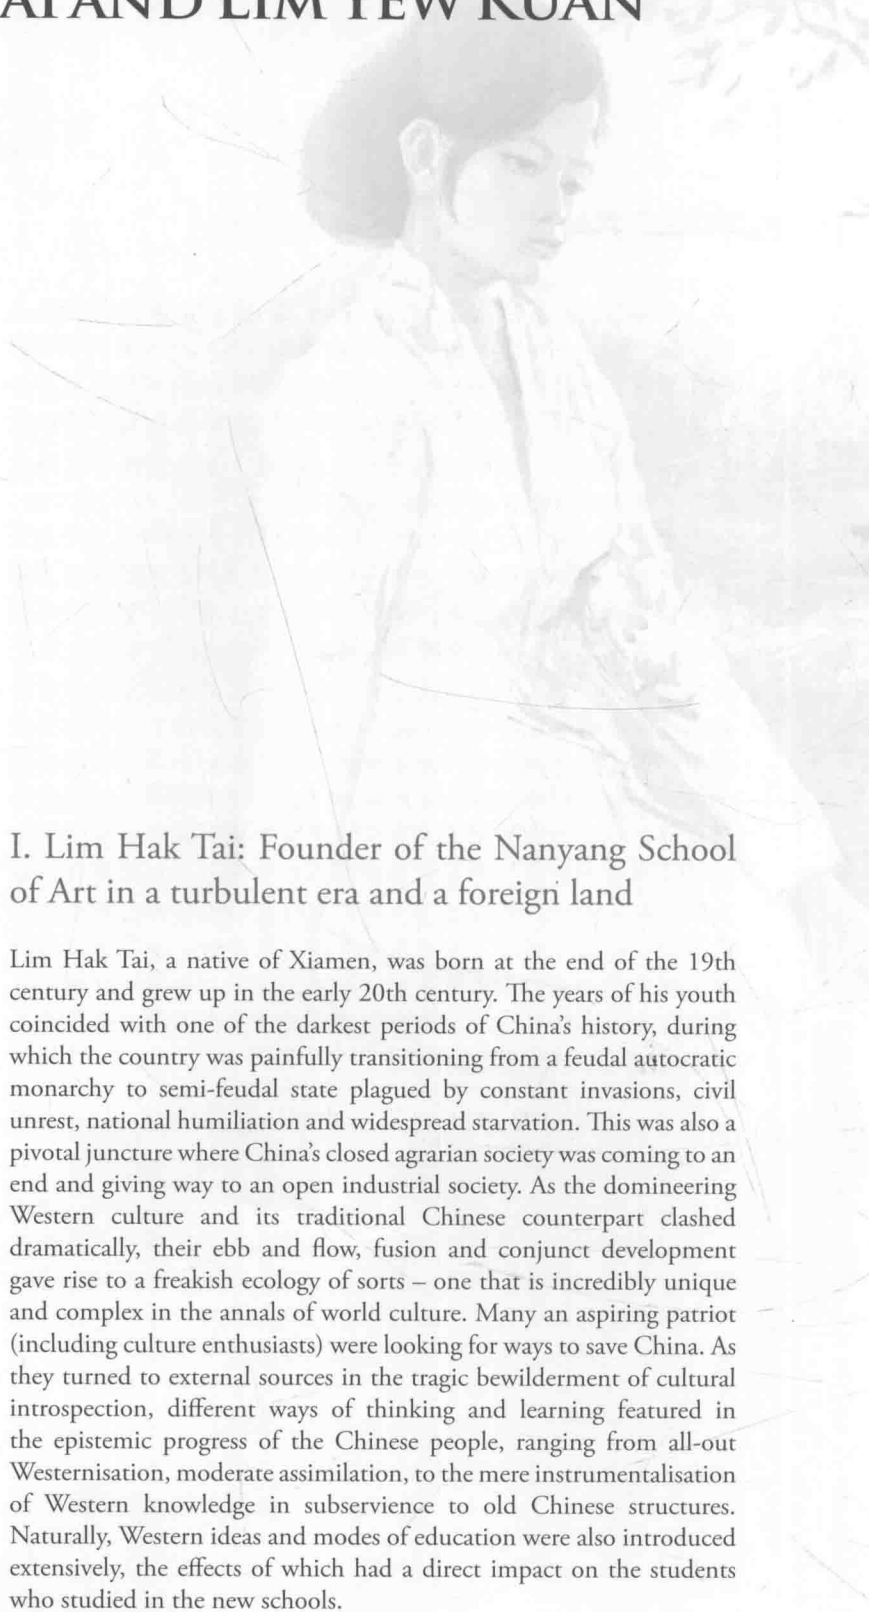 AI AND LIM YEW KUAN
I. Lim Hak Tai: Founder of the Nanyang School
of Art in a turbulent era and a foreign land
Lim Hak Tai, a native of Xiamen, was born at the end of the 19th
century and grew up in the early 20th century. The years of his youth
coincided with one of the darkest periods of China's history, during
which the country was painfully transitioning from a feudal autocratic
monarchy to semi-feudal state plagued by constant invasions, civil
unrest, national humiliation and widespread starvation. This was also a
pivotal juncture where China's closed agrarian society was coming to an
end and giving way to an open industrial society. As the domineering
Western culture and its traditional Chinese counterpart clashed
dramatically, their ebb and flow, fusion and conjunct development
gave rise to a freakish ecology of sorts – one that is incredibly unique
and complex in the annals of world culture. Many an aspiring patriot
(including culture enthusiasts) were looking for ways to save China. As
they turned to external sources in the tragic bewilderment of cultural
introspection, different ways of thinking and learning featured in
the epistemic progress of the Chinese people, ranging from all-out
Westernisation, moderate assimilation, to the mere instrumentalisation
of Western knowledge in subservience to old Chinese structures.
Naturally, Western ideas and modes of education were also introduced
extensively, the effects of which had a direct impact on the students
who studied in the new schools.